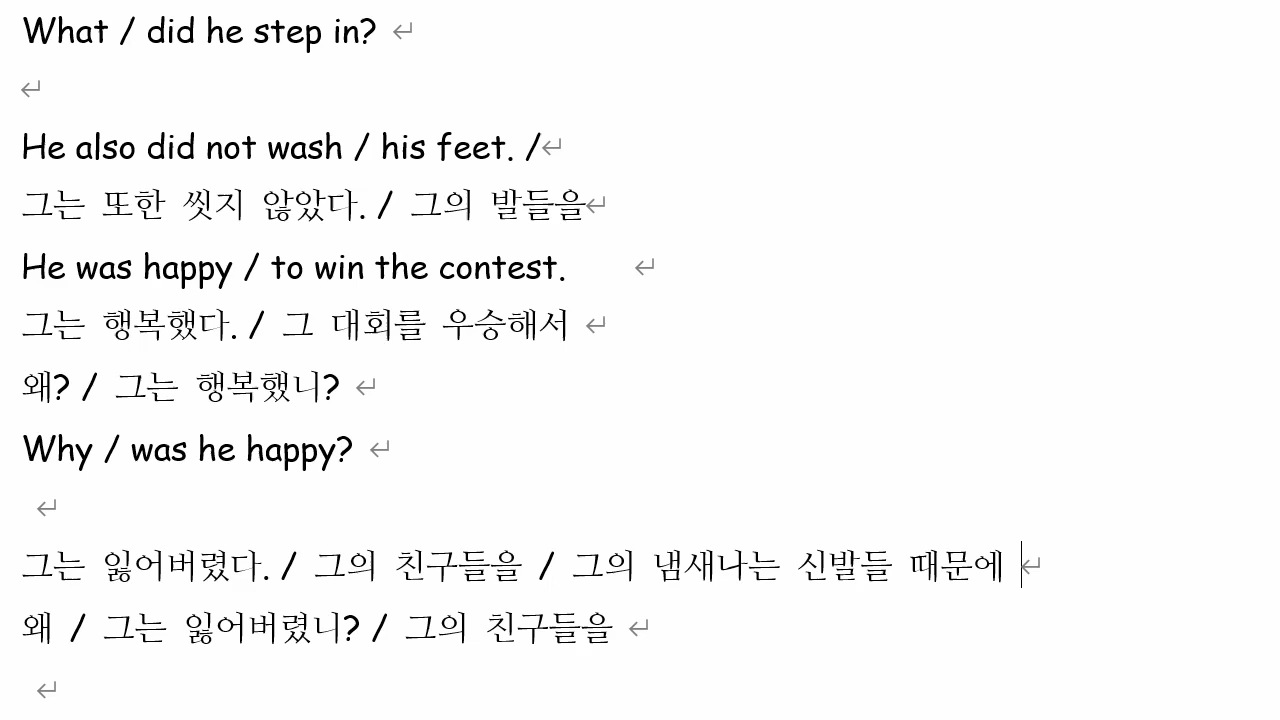 What / did he step in?
He also did not wash / his feet. /
그는 또한 씻지 않았다. / 그의 발들을
He was happy / to win the contest.
그는 행복했다. / 그 대회를 우승해서
왜? / 그는 행복했니?
Why / was he happy?
그는 잃어버렸다. / 그의 친구들을 / 그의 냄새나는 신발들 때문에
왜 / 그는 잃어버렸니? / 그의 친구들을